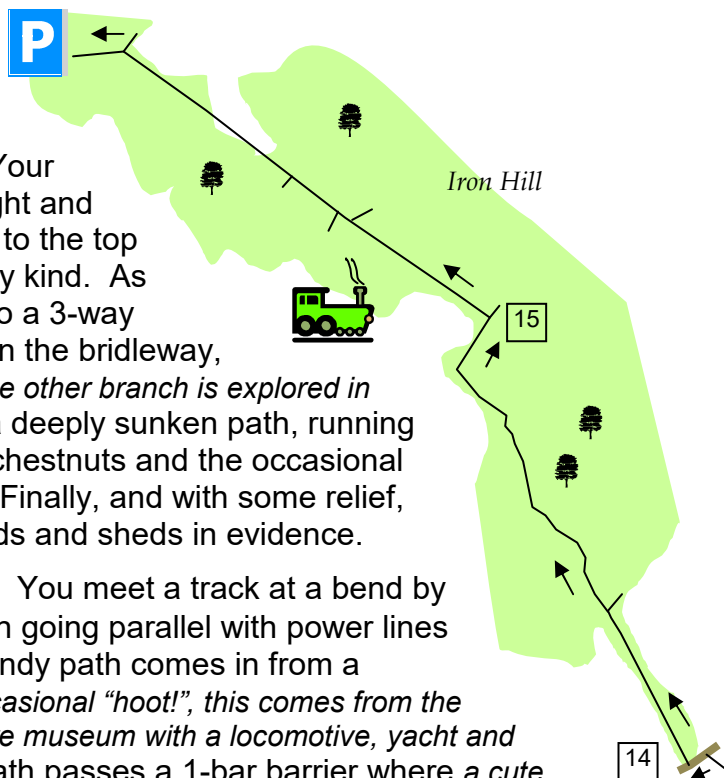 P
Iron Hill
Your
ght and
to the top
y kind. As
o a 3-way
n the bridleway,
15
e other branch is explored in
a deeply sunken path, running
chestnuts and the occasional
Finally, and with some relief,
ds and sheds in evidence.
You meet a track at a bend by
n going parallel with power lines
ndy path comes in from a
casional “hoot!”, this comes from the
e museum with a locomotive, yacht and
ath passes a 1-bar barrier where a cute
14